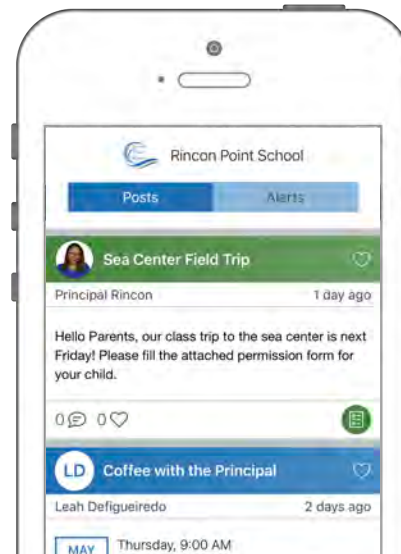 Rincon Point School
Posts Alerts
Sea Center Field Trip
Principal Rincon 1 day ago
Hello Parents, our class trip to the sea center is next
Friday! Please fill the attached permission form for
your child.
0 0
LD Coffee with the Principal
Leah Defigueiredo 2 days ago
MAY Thursday, 9:00 AM